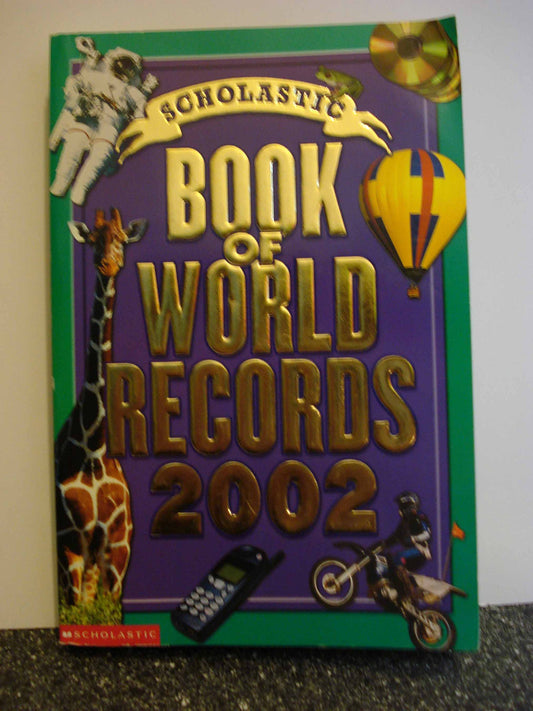 SCHOLASTIC
BOOK
OF
WORLD
RECORDS
2002
SCHOLASTIC